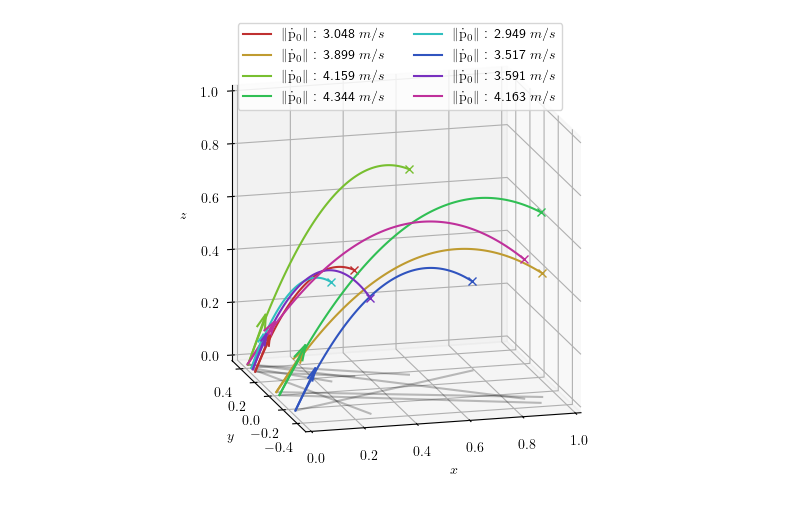 ‖ṗ₀‖ : 3.048 m/s
‖ṗ₀‖ : 3.899 m/s
‖ṗ₀‖ : 4.159 m/s
‖ṗ₀‖ : 4.344 m/s
‖ṗ₀‖ : 2.949 m/s
‖ṗ₀‖ : 3.517 m/s
‖ṗ₀‖ : 3.591 m/s
‖ṗ₀‖ : 4.163 m/s
1.0
0.8
0.6
0.4
0.2
0.0
z
0.4
0.2
0.0
−0.2
−0.4
y
0.0
0.2
0.4
0.6
0.8
1.0
x